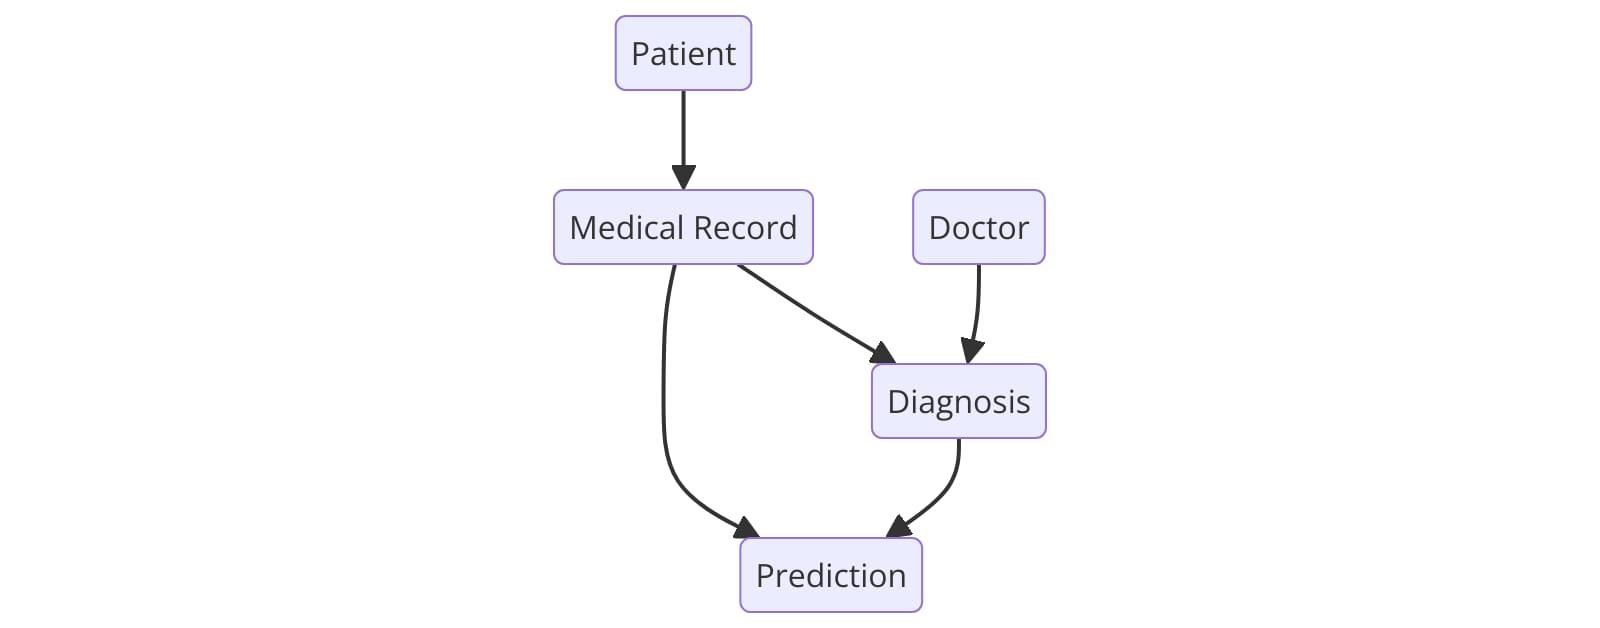 Patient
Medical Record
Doctor
Diagnosis
Prediction